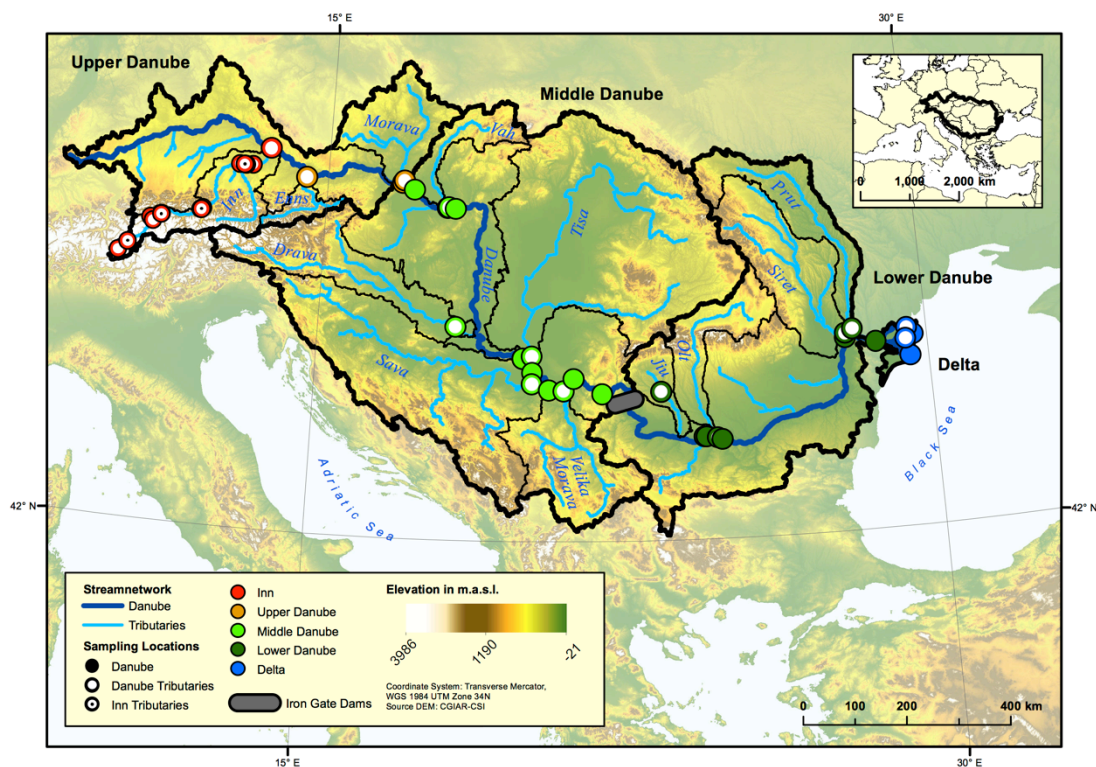 15° E
30° E
Upper Danube
Middle Danube
Morava
Vah
0
1,000
2,000 km
Inn
Enns
Tisa
Prut
Siret
Drava
Danube
Lower Danube
Sava
Jiu
Olt
Delta
Velika
Morava
Black Sea
Adriatic Sea
42° N
42° N
Streamnetwork
Danube
Tributaries
Sampling Locations
Danube
Danube Tributaries
Inn Tributaries
Inn
Upper Danube
Middle Danube
Lower Danube
Delta
Iron Gate Dams
Elevation in m.a.s.l.
3986
1190
-21
Coordinate System: Transverse Mercator,
WGS 1984 UTM Zone 34N
Source DEM: CGIAR-CSI
0 100 200 400 km
15° E
30° E